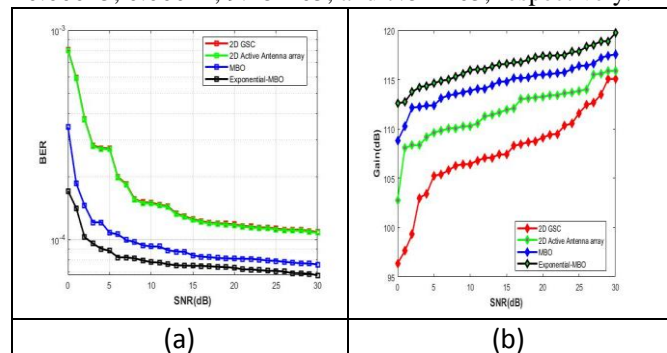 10⁻³
2D GSC
2D Active Antenna array
MBO
Exponential-MBO
BER
10⁻⁴
0 5 10 15 20 25 30
SNR(dB)
120
115
110
105
100
95
Gain(dB)
2D GSC
2D Active Antenna array
MBO
Exponential-MBO
0 5 10 15 20 25 30
SNR(dB)
(a) (b)